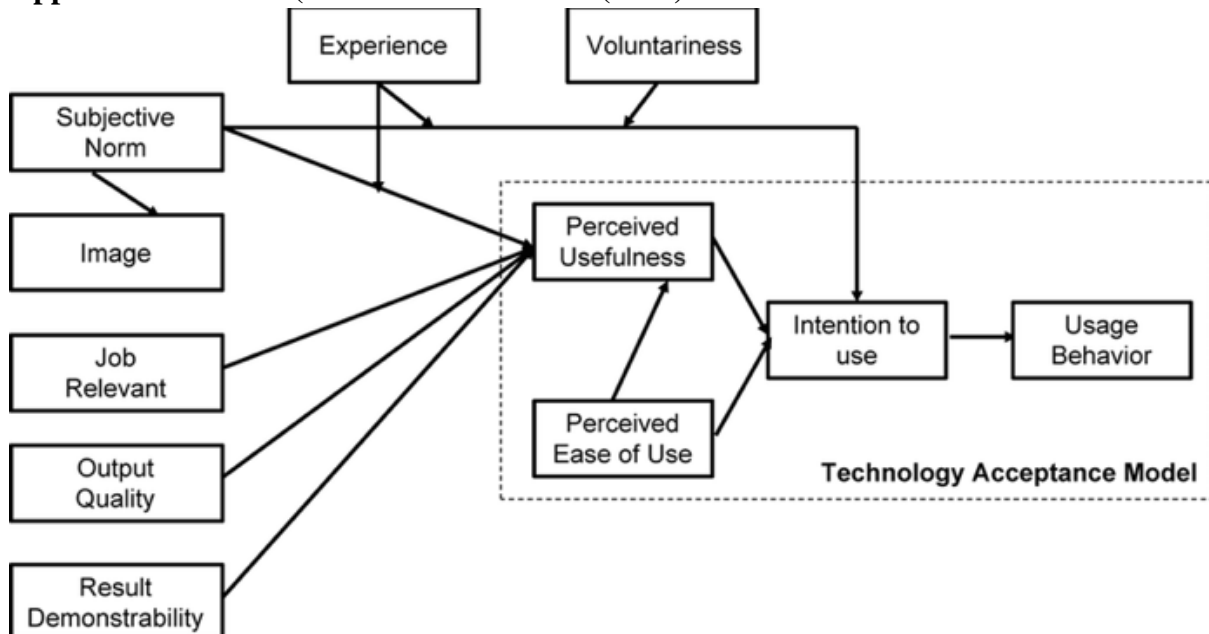 Experience
Voluntariness
Subjective
Norm
Image
Perceived
Usefulness
Job
Relevant
Intention to
use
Usage
Behavior
Perceived
Ease of Use
Output
Quality
Technology Acceptance Model
Result
Demonstrability